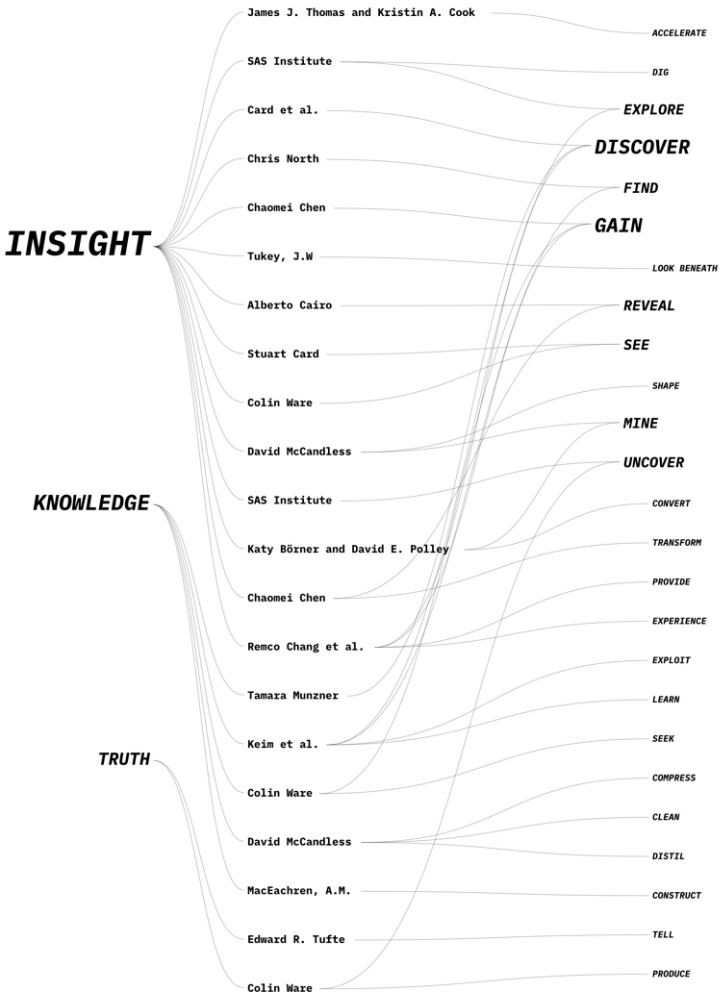 INSIGHT
KNOWLEDGE
TRUTH
James J. Thomas and Kristin A. Cook
SAS Institute
Card et al.
Chris North
Chaomei Chen
Tukey, J.W
Alberto Cairo
Stuart Card
Colin Ware
David McCandless
SAS Institute
Katy Börner and David E. Polley
Chaomei Chen
Remco Chang et al.
Tamara Munzner
Keim et al.
Colin Ware
David McCandless
MacEachren, A.M.
Edward R. Tufte
Colin Ware
ACCELERATE
DIG
EXPLORE
DISCOVER
FIND
GAIN
LOOK BENEATH
REVEAL
SEE
SHAPE
MINE
UNCOVER
CONVERT
TRANSFORM
PROVIDE
EXPERIENCE
EXPLOIT
LEARN
SEEK
COMPRESS
CLEAN
DISTIL
CONSTRUCT
TELL
PRODUCE